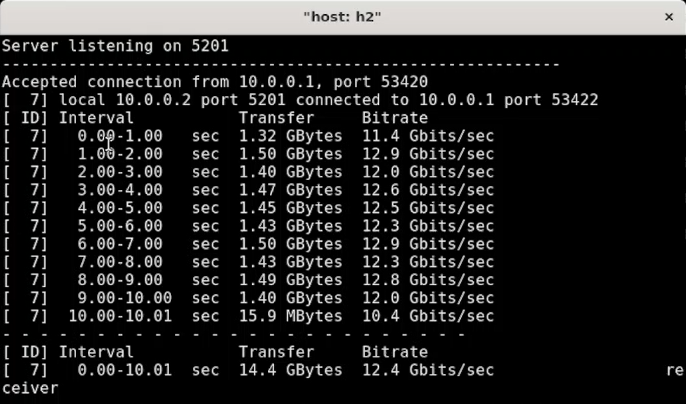 "host: h2"
×
Server listening on 5201
-----------------------------------------------------------
Accepted connection from 10.0.0.1, port 53420
[  7] local 10.0.0.2 port 5201 connected to 10.0.0.1 port 53422
[ ID] Interval           Transfer     Bitrate
[  7]   0.00-1.00   sec  1.32 GBytes  11.4 Gbits/sec
[  7]   1.00-2.00   sec  1.50 GBytes  12.9 Gbits/sec
[  7]   2.00-3.00   sec  1.40 GBytes  12.0 Gbits/sec
[  7]   3.00-4.00   sec  1.47 GBytes  12.6 Gbits/sec
[  7]   4.00-5.00   sec  1.45 GBytes  12.5 Gbits/sec
[  7]   5.00-6.00   sec  1.43 GBytes  12.3 Gbits/sec
[  7]   6.00-7.00   sec  1.50 GBytes  12.9 Gbits/sec
[  7]   7.00-8.00   sec  1.43 GBytes  12.3 Gbits/sec
[  7]   8.00-9.00   sec  1.49 GBytes  12.8 Gbits/sec
[  7]   9.00-10.00  sec  1.40 GBytes  12.0 Gbits/sec
[  7]  10.00-10.01  sec  15.9 MBytes  10.4 Gbits/sec
- - - - - - - - - - - - - - - - - - - - - - - - -
[ ID] Interval           Transfer     Bitrate
[  7]   0.00-10.01  sec  14.4 GBytes  12.4 Gbits/sec                  re
ceiver